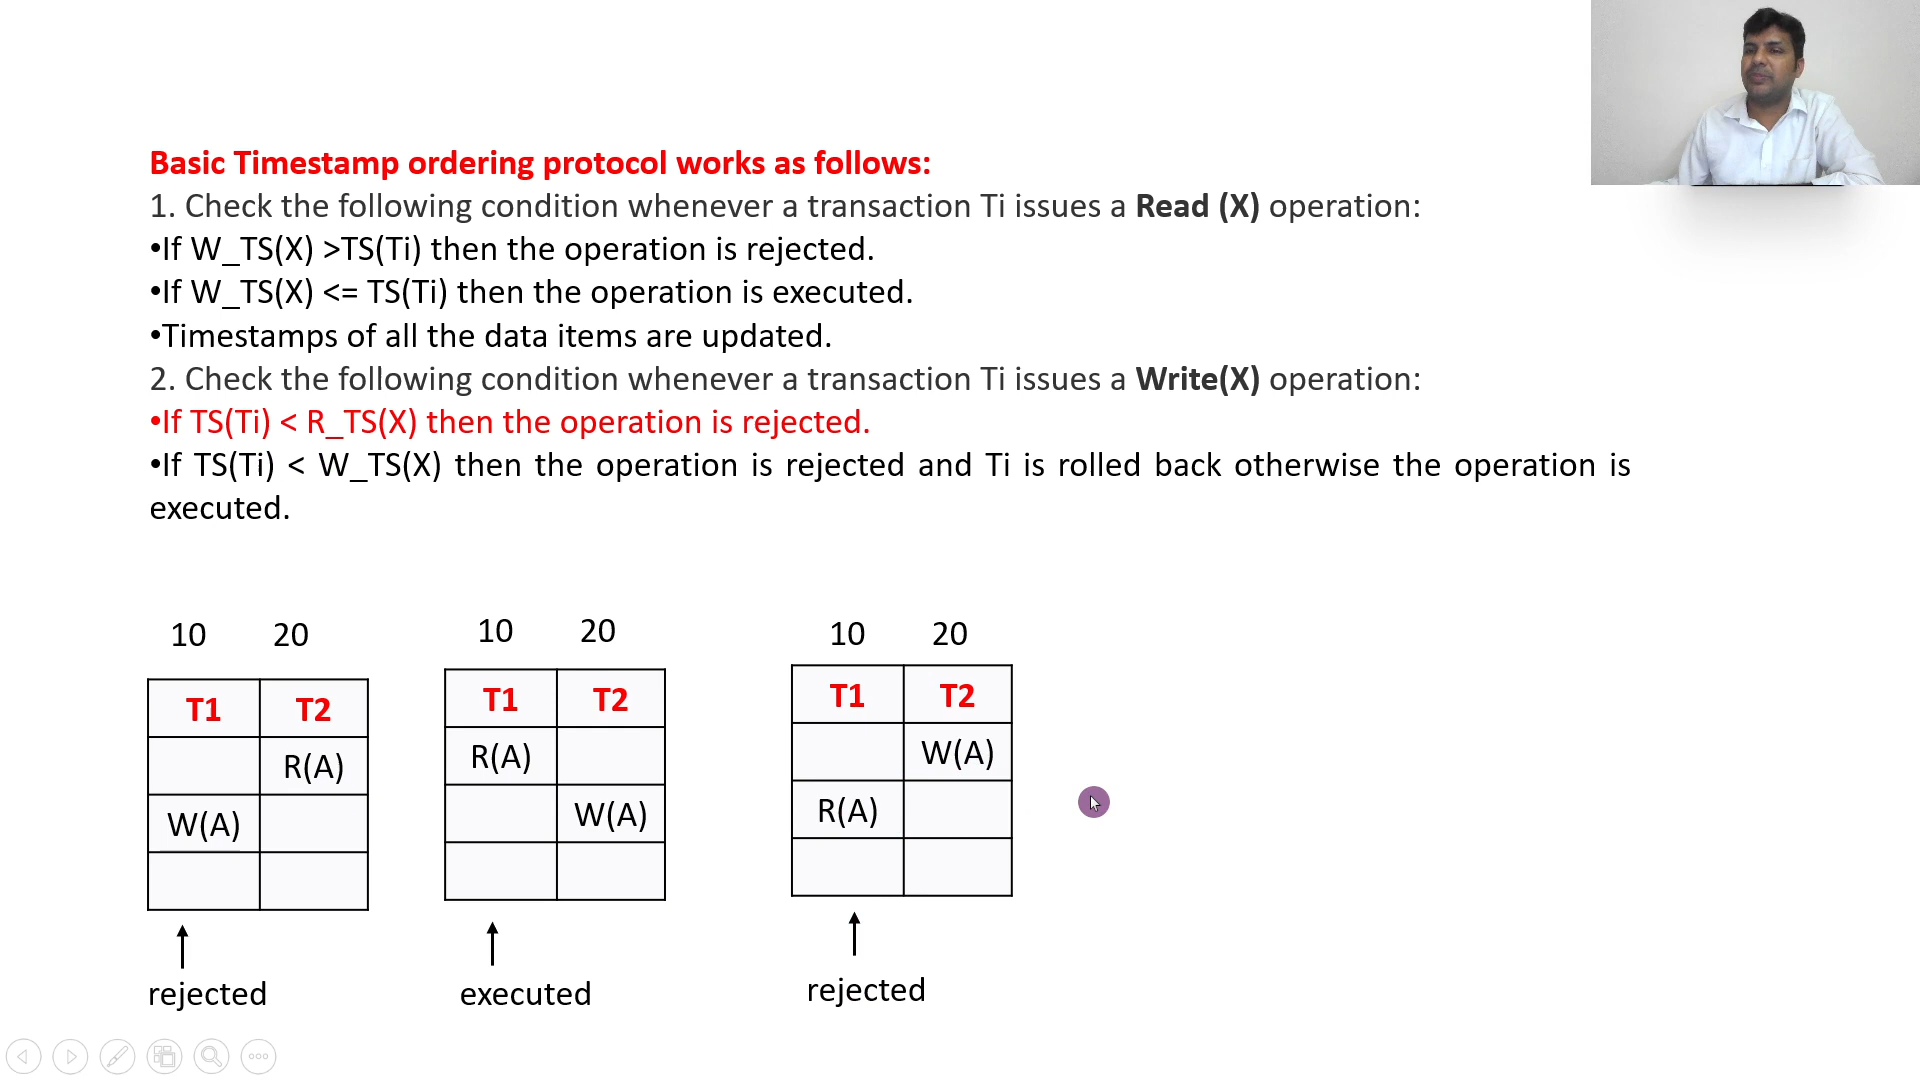 Basic Timestamp ordering protocol works as follows:
1. Check the following condition whenever a transaction Ti issues a Read (X) operation:
•If W_TS(X) >TS(Ti) then the operation is rejected.
•If W_TS(X) <= TS(Ti) then the operation is executed.
•Timestamps of all the data items are updated.
2. Check the following condition whenever a transaction Ti issues a Write(X) operation:
•If TS(Ti) < R_TS(X) then the operation is rejected.
•If TS(Ti) < W_TS(X) then the operation is rejected and Ti is rolled back otherwise the operation is
executed.
10 20
T1 T2
R(A)
W(A)
rejected
10 20
T1 T2
R(A)
W(A)
executed
10 20
T1 T2
W(A)
R(A)
rejected